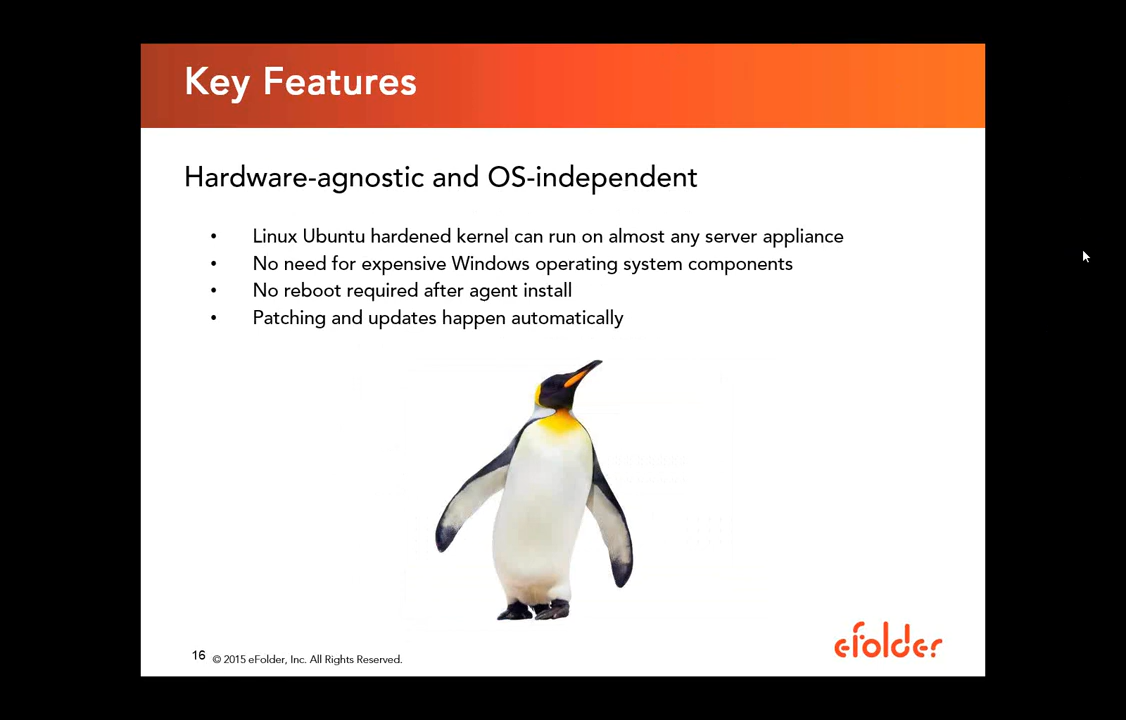 Key Features
Hardware-agnostic and OS-independent
• Linux Ubuntu hardened kernel can run on almost any server appliance
• No need for expensive Windows operating system components
• No reboot required after agent install
• Patching and updates happen automatically
16 © 2015 eFolder, Inc. All Rights Reserved.
efolder